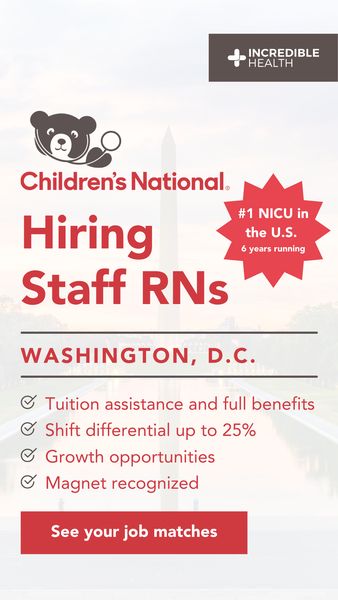 INCREDIBLE
HEALTH
Children's National®
Hiring
Staff RNs
#1 NICU in
the U.S.
6 years running
WASHINGTON, D.C.
Tuition assistance and full benefits
Shift differential up to 25%
Growth opportunities
Magnet recognized
See your job matches